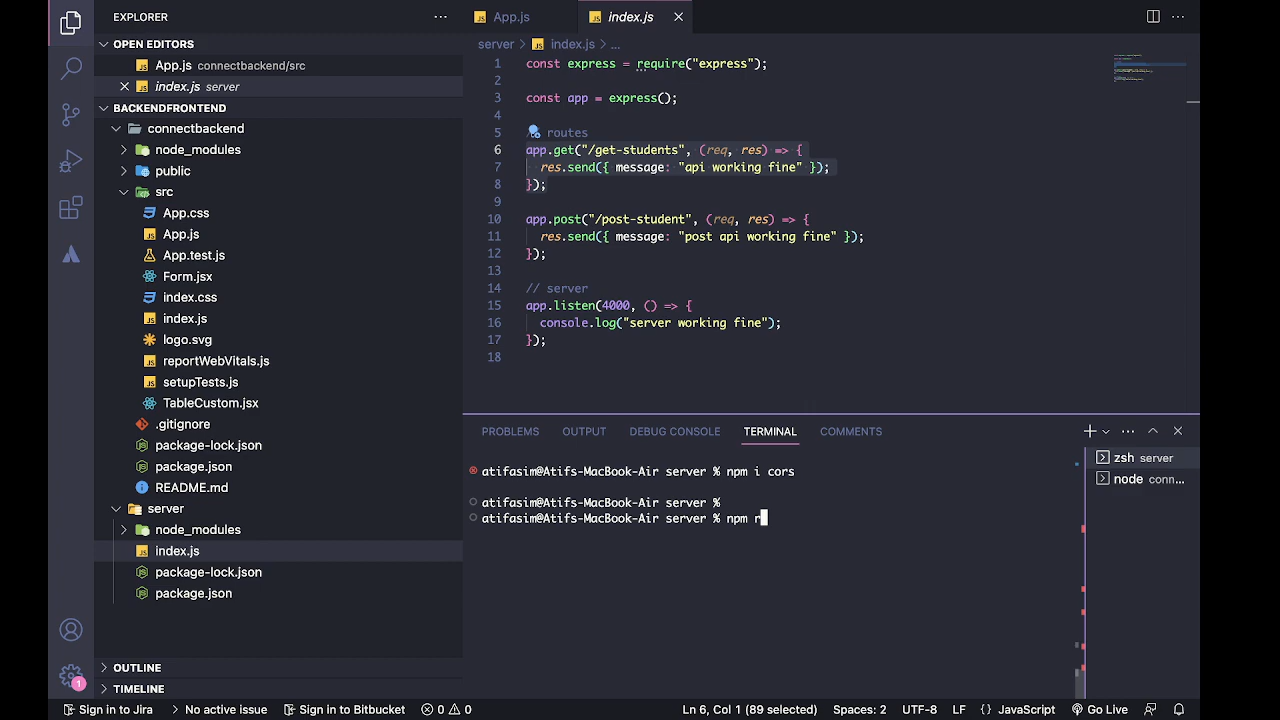 EXPLORER
OPEN EDITORS
App.js connectbackend/src
index.js server
BACKENDFRONTEND
connectbackend
node_modules
public
src
App.css
App.js
App.test.js
Form.jsx
index.css
index.js
logo.svg
reportWebVitals.js
setupTests.js
TableCustom.jsx
.gitignore
package-lock.json
package.json
README.md
server
node_modules
index.js
package-lock.json
package.json
OUTLINE
TIMELINE
App.js
index.js
server > index.js > ...
1 const express = require("express");
2
3 const app = express();
4
5 routes
6 app.get("/get-students", (req, res) => {
7 res.send({ message: "api working fine" });
8 });
9
10 app.post("/post-student", (req, res) => {
11 res.send({ message: "post api working fine" });
12 });
13
14 // server
15 app.listen(4000, () => {
16 console.log("server working fine");
17 });
18
PROBLEMS OUTPUT DEBUG CONSOLE TERMINAL COMMENTS
atifasim@Atifs-MacBook-Air server % npm i cors
atifasim@Atifs-MacBook-Air server %
atifasim@Atifs-MacBook-Air server % npm r
zsh server
node conn...
1
Sign in to Jira No active issue Sign in to Bitbucket 0 0 Ln 6, Col 1 (89 selected) Spaces: 2 UTF-8 LF {} JavaScript Go Live